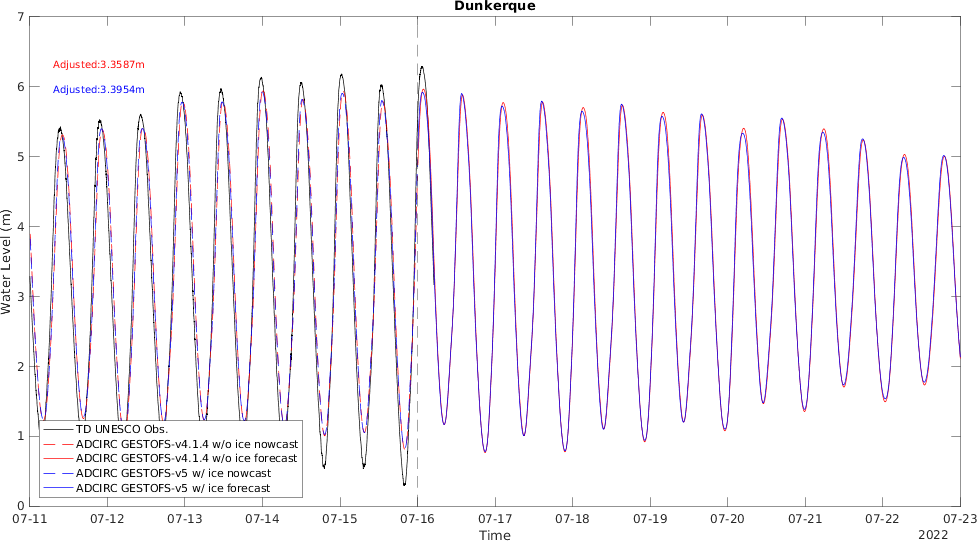 Dunkerque
7
6
5
4
3
2
1
0
Water Level (m)
Adjusted:3.3587m
Adjusted:3.3954m
TD UNESCO Obs.
ADCIRC GESTOFS-v4.1.4 w/o ice nowcast
ADCIRC GESTOFS-v4.1.4 w/o ice forecast
ADCIRC GESTOFS-v5 w/ ice nowcast
ADCIRC GESTOFS-v5 w/ ice forecast
07-11 07-12 07-13 07-14 07-15 07-16 07-17 07-18 07-19 07-20 07-21 07-22 07-23
Time
2022